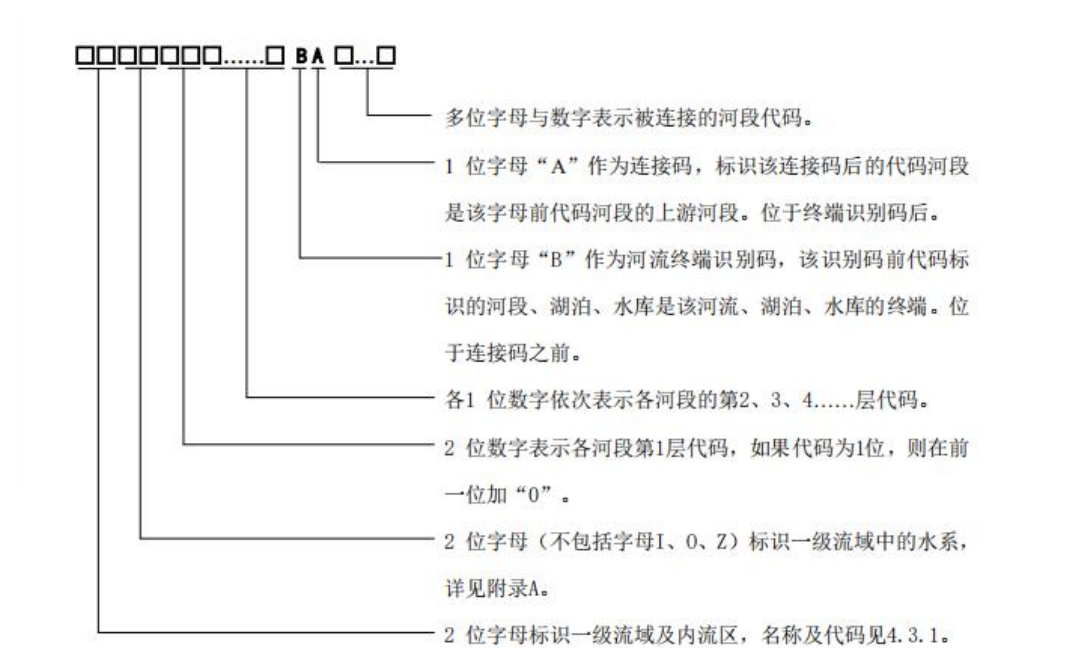 □□□□□□□……□ BA □…□
多位字母与数字表示被连接的河段代码。
1 位字母“A”作为连接码，标识该连接码后的代码河段
是该字母前代码河段的上游河段。位于终端识别码后。
1 位字母“B”作为河流终端识别码，该识别码前代码标
识的河段、湖泊、水库是该河流、湖泊、水库的终端。位
于连接码之前。
各1 位数字依次表示各河段的第2、3、4……层代码。
2 位数字表示各河段第1层代码，如果代码为1位，则在前
一位加“0”。
2 位字母（不包括字母I、O、Z）标识一级流域中的水系，
详见附录A。
2 位字母标识一级流域及内流区，名称及代码见4.3.1。